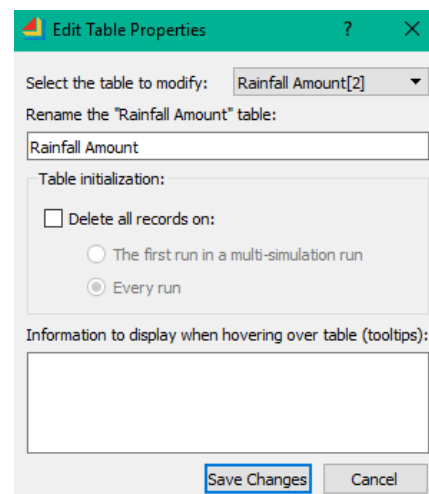 Edit Table Properties ? ×
Select the table to modify: Rainfall Amount[2]
Rename the "Rainfall Amount" table:
Rainfall Amount
Table initialization:
Delete all records on:
The first run in a multi-simulation run
Every run
Information to display when hovering over table (tooltips):
Save Changes Cancel